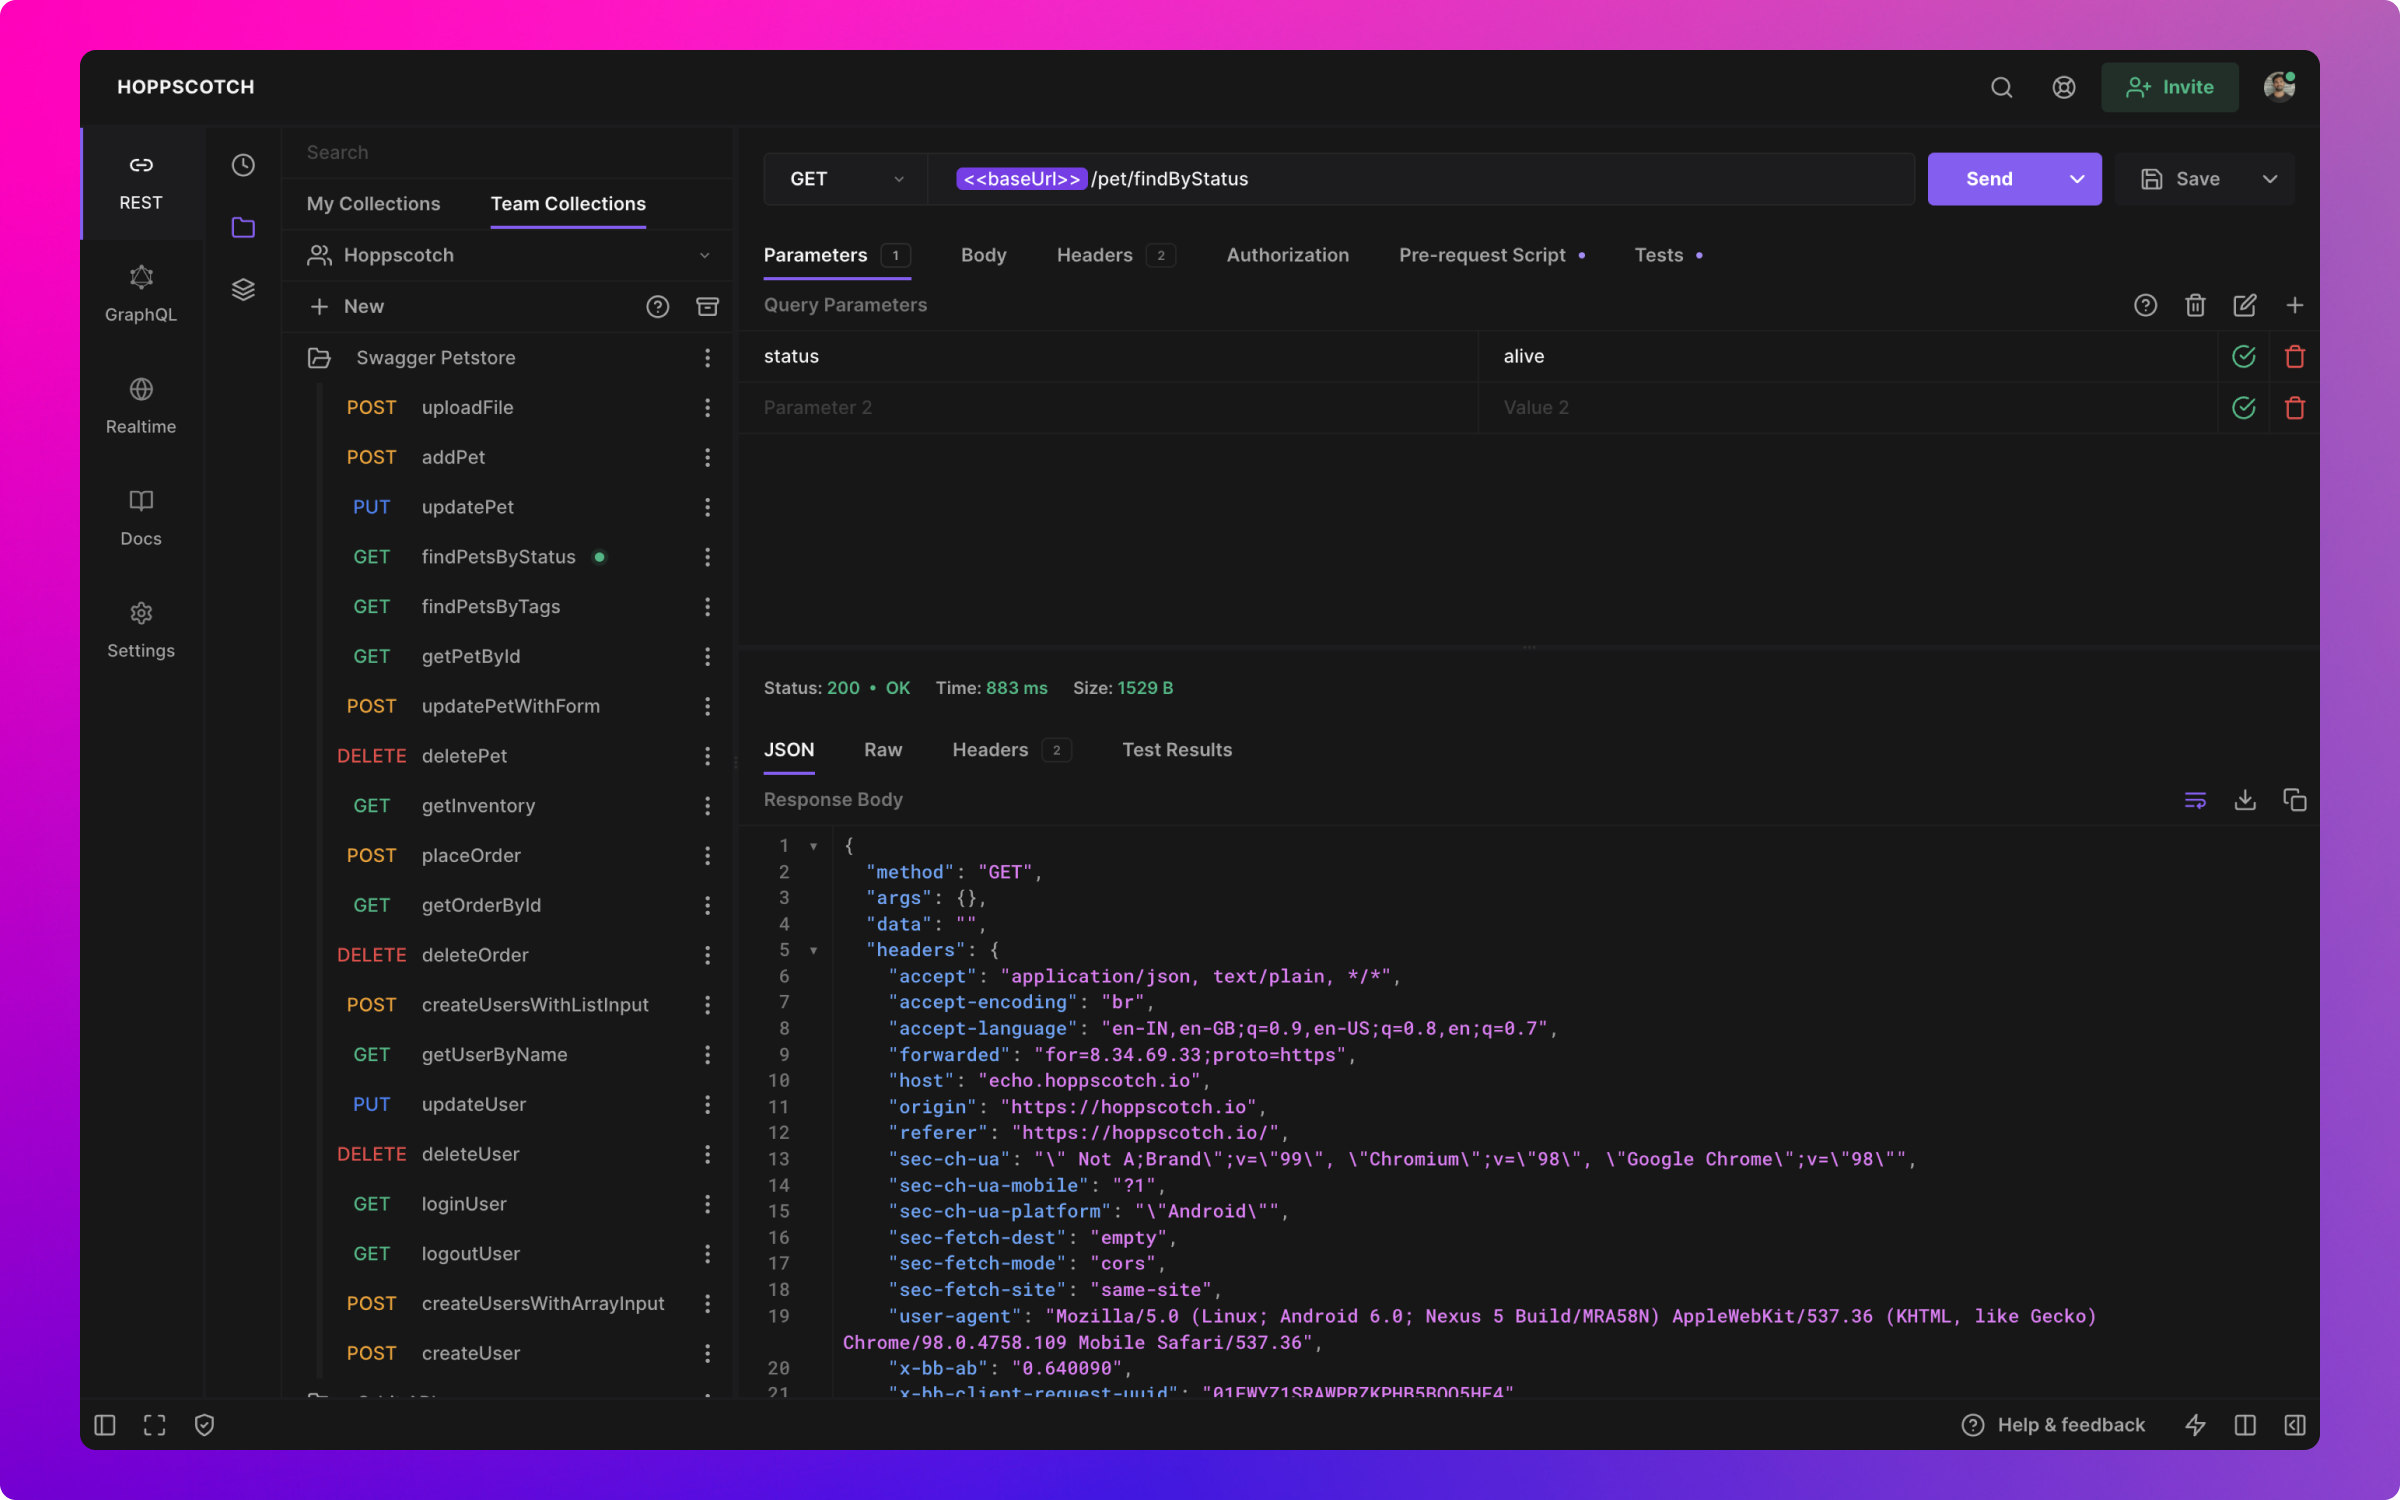 HOPPSCOTCH
Invite
REST
GraphQL
Realtime
Docs
Settings
Search
My Collections Team Collections
Hoppscotch
New
Swagger Petstore
POST uploadFile
POST addPet
PUT updatePet
GET findPetsByStatus
GET findPetsByTags
GET getPetById
POST updatePetWithForm
DELETE deletePet
GET getInventory
POST placeOrder
GET getOrderById
DELETE deleteOrder
POST createUsersWithListInput
GET getUserByName
PUT updateUser
DELETE deleteUser
GET loginUser
GET logoutUser
POST createUsersWithArrayInput
POST createUser
GET <<baseUrl>>/pet/findByStatus Send Save
Parameters 1 Body Headers 2 Authorization Pre-request Script • Tests •
Query Parameters
status alive
Parameter 2 Value 2
Status: 200 • OK Time: 883 ms Size: 1529 B
JSON Raw Headers 2 Test Results
Response Body
1 {
2 "method": "GET",
3 "args": {},
4 "data": "",
5 "headers": {
6 "accept": "application/json, text/plain, */*",
7 "accept-encoding": "br",
8 "accept-language": "en-IN,en-GB;q=0.9,en-US;q=0.8,en;q=0.7",
9 "forwarded": "for=8.34.69.33;proto=https",
10 "host": "echo.hoppscotch.io",
11 "origin": "https://hoppscotch.io",
12 "referer": "https://hoppscotch.io/",
13 "sec-ch-ua": "\" Not A;Brand\";v=\"99\", \"Chromium\";v=\"98\", \"Google Chrome\";v=\"98\"",
14 "sec-ch-ua-mobile": "?1",
15 "sec-ch-ua-platform": "\"Android\"",
16 "sec-fetch-dest": "empty",
17 "sec-fetch-mode": "cors",
18 "sec-fetch-site": "same-site",
19 "user-agent": "Mozilla/5.0 (Linux; Android 6.0; Nexus 5 Build/MRA58N) AppleWebKit/537.36 (KHTML, like Gecko)
Chrome/98.0.4758.109 Mobile Safari/537.36",
20 "x-bb-ab": "0.640090",
21 "x-bb-client-request-uuid":
Help & feedback